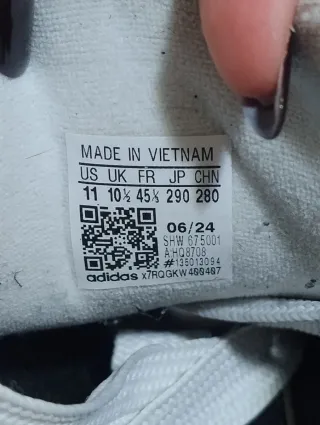 MADE IN VIETNAM
US UK FR JP CHN
11 10½ 45⅓ 290 280
06/24
SHW 675001
A:HQ8708
#135013094
adidas x7RQGKW400407